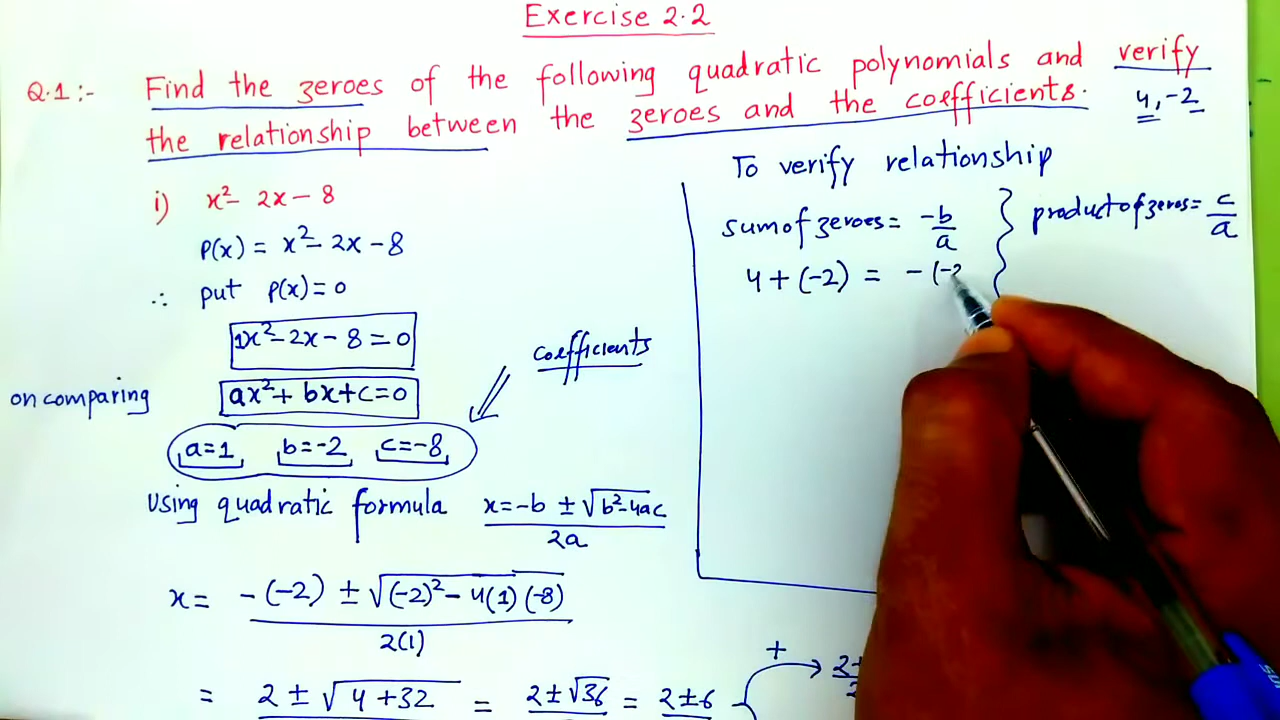 Exercise 2.2
Q.1:- Find the zeroes of the following quadratic polynomials and verify
the relationship between the zeroes and the coefficients.
4, -2
i) x² - 2x - 8
P(x) = x² - 2x - 8
∴ put P(x) = 0
1x² - 2x - 8 = 0
on comparing ax² + bx + c = 0
coefficients
a=1 b=-2 c=-8
Using quadratic formula x = -b ± √b²-4ac / 2a
x = -(-2) ± √(-2)² - 4(1)(-8) / 2(1)
= 2 ± √4+32 = 2 ± √36 = 2 ± 6
+
To verify relationship
sum of zeroes = -b/a
4 + (-2) = -(-2
product of zeros = c/a